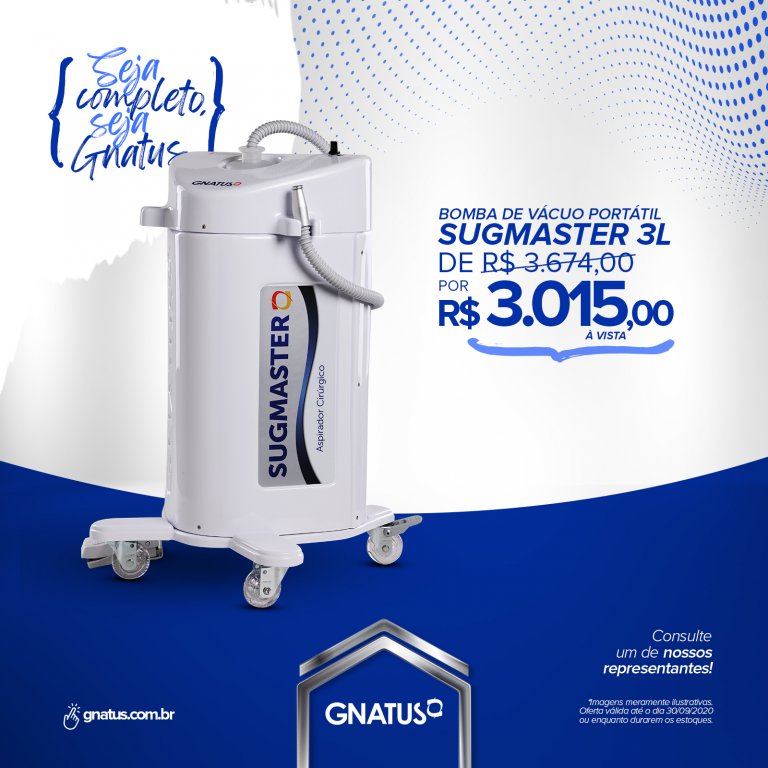 Seja
completo,
seja
Gnatus
GNATUS
SUGMASTER
Aspirador Cirúrgico
BOMBA DE VÁCUO PORTÁTIL
SUGMASTER 3L
DE R$ 3.674,00
POR
R$ 3.015,00
À VISTA
Consulte
um de nossos
representantes!
gnatus.com.br
GNATUS
*Imagens meramente ilustrativas.
Oferta válida até o dia 30/09/2020
ou enquanto durarem os estoques.